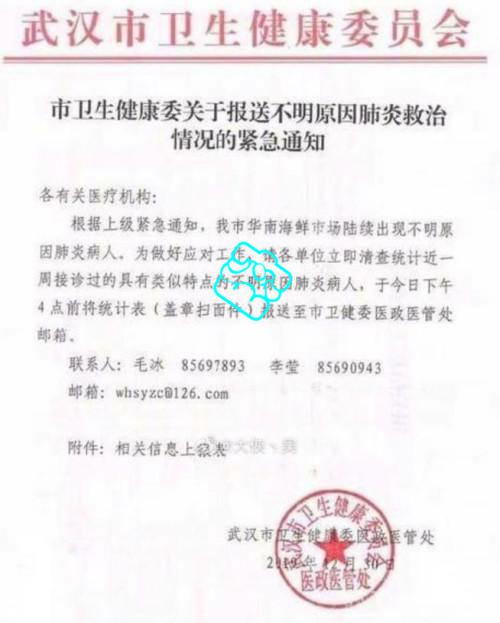 武汉市卫生健康委员会
市卫生健康委关于报送不明原因肺炎救治
情况的紧急通知
各有关医疗机构：
根据上级紧急通知，我市华南海鲜市场陆续出现不明原
因肺炎病人。为做好应对工作，请各单位立即清查统计近一
周接诊过的具有类似特点的不明原因肺炎病人，于今日下午
4点前将统计表（盖章扫面件）报送至市卫健委医政医管处
邮箱。
联系人：毛冰 85697893 李莹 85690943
邮箱：whsyzc@126.com
附件：相关信息上报表
武汉市卫生健康委医政医管处
2019年12月30日
武汉市卫生健康委员会
医政医管处